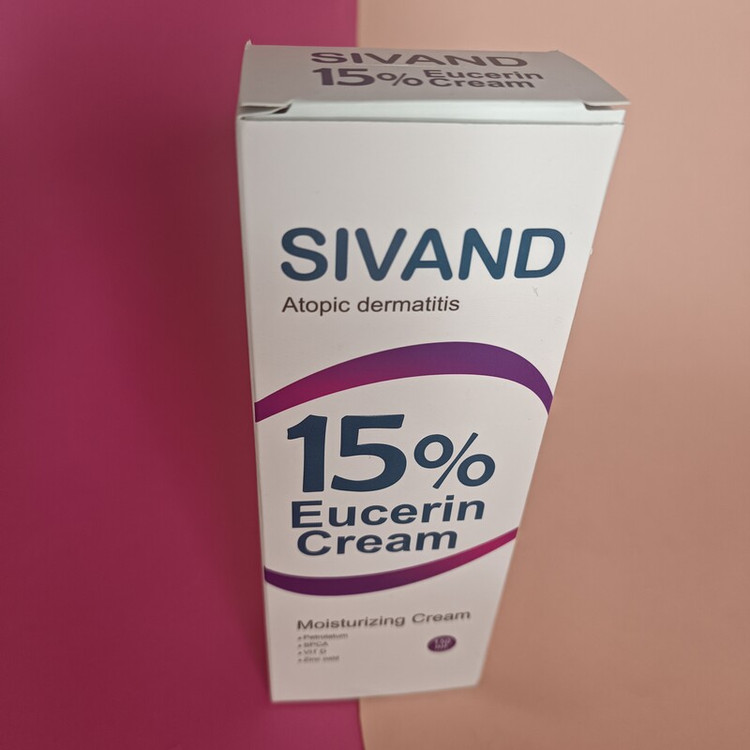 SIVAND
15% Eucerin
Cream
SIVAND
Atopic dermatitis
15%
Eucerin
Cream
Moisturizing Cream
Petrolatum
VIT D